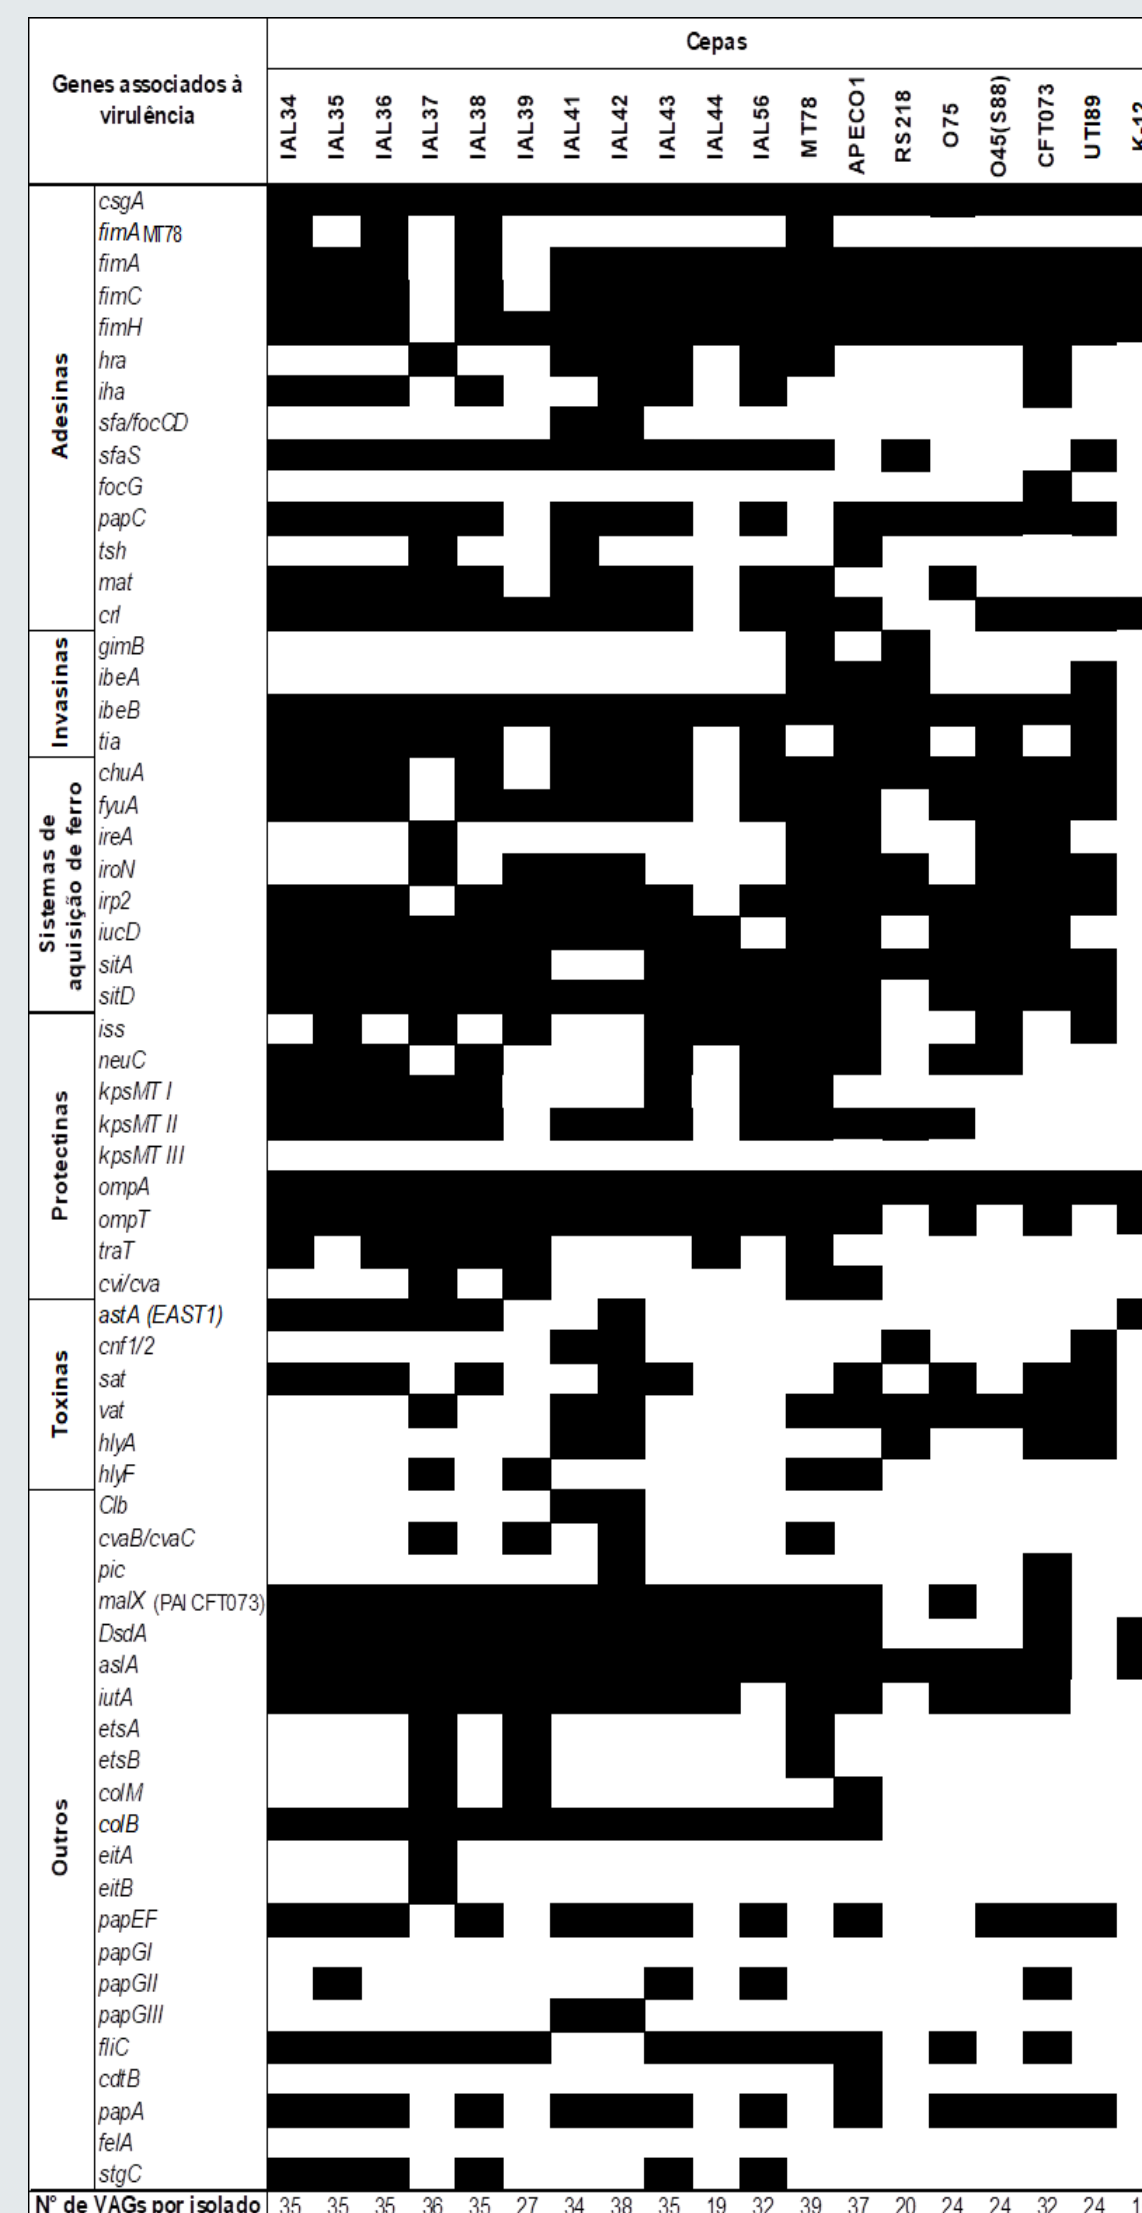 Cepas
Genes associados à
virulência
IAL34
IAL35
IAL36
IAL37
IAL38
IAL39
IAL41
IAL42
IAL43
IAL44
IAL56
MT78
APECO1
RS218
O75
O45(S88)
CFT073
UTI89
K-12
Adesinas
csgA
fimA MT78
fimA
fimC
fimH
hra
iha
sfa/focCD
sfaS
focG
papC
tsh
mat
crl
Invasinas
gimB
ibeA
ibeB
tia
Sistemas de
aquisição de ferro
chuA
fyuA
ireA
iroN
irp2
iucD
sitA
sitD
Protectinas
iss
neuC
kpsMT I
kpsMT II
kpsMT III
ompA
ompT
traT
cvi/cva
Toxinas
astA (EAST1)
cnf1/2
sat
vat
hlyA
hlyF
Outros
Clb
cvaB/cvaC
pic
malX (PAI CFT073)
DsdA
aslA
iutA
etsA
etsB
colM
colB
eitA
eitB
papEF
papGI
papGII
papGIII
fliC
cdtB
papA
felA
stgC
N° de VAGs por isolado 35 35 35 36 35 27 34 38 35 19 32 39 37 20 24 24 32 24 1